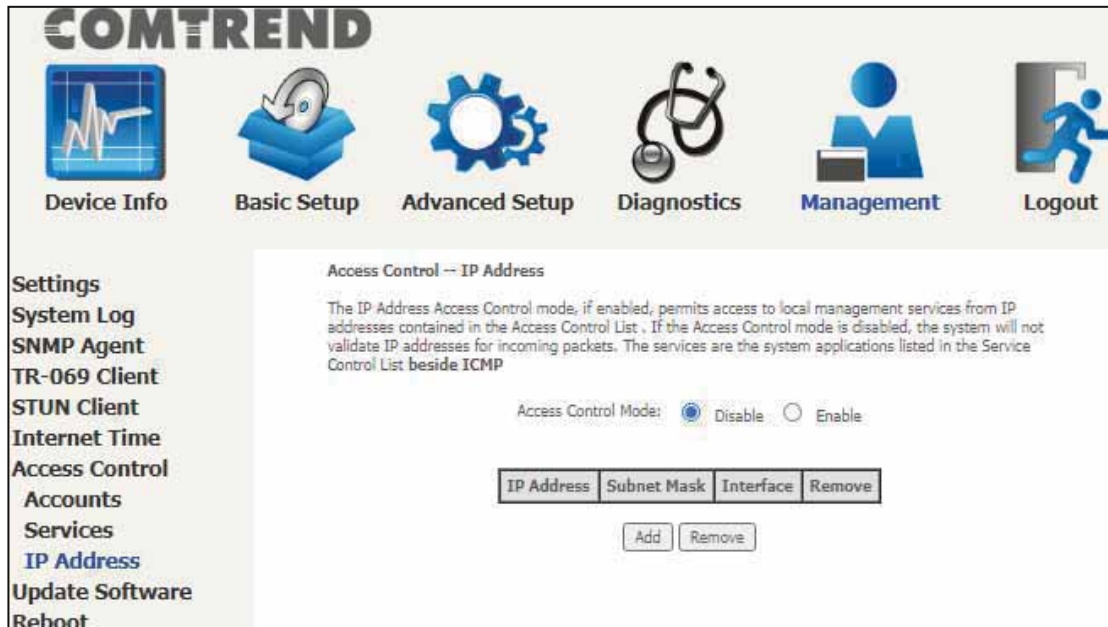 COMTREND
Device Info
Basic Setup
Advanced Setup
Diagnostics
Management
Logout
Settings
System Log
SNMP Agent
TR-069 Client
STUN Client
Internet Time
Access Control
Accounts
Services
IP Address
Update Software
Reboot
Access Control -- IP Address
The IP Address Access Control mode, if enabled, permits access to local management services from IP
addresses contained in the Access Control List . If the Access Control mode is disabled, the system will not
validate IP addresses for incoming packets. The services are the system applications listed in the Service
Control List beside ICMP
Access Control Mode: Disable Enable
IP Address Subnet Mask Interface Remove
Add Remove